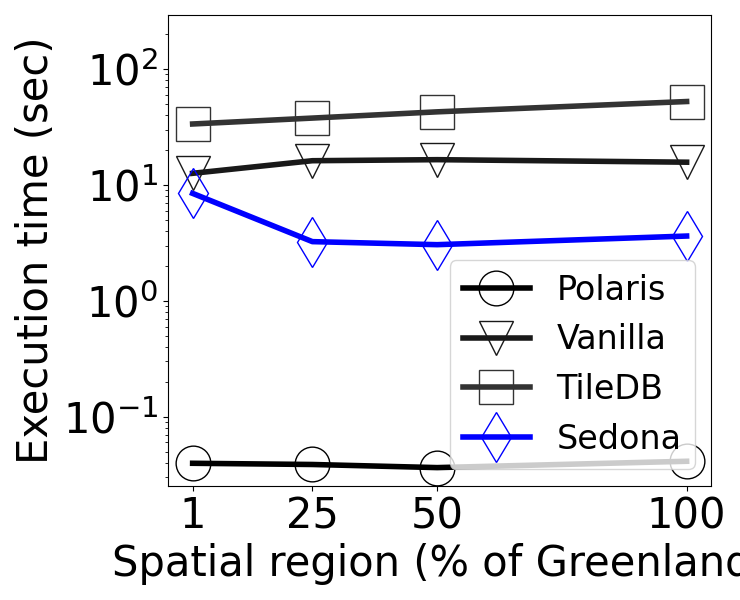 Execution time (sec)
10²
10¹
10⁰
10⁻¹
Polaris
Vanilla
TileDB
Sedona
1 25 50 100
Spatial region (% of Greenland